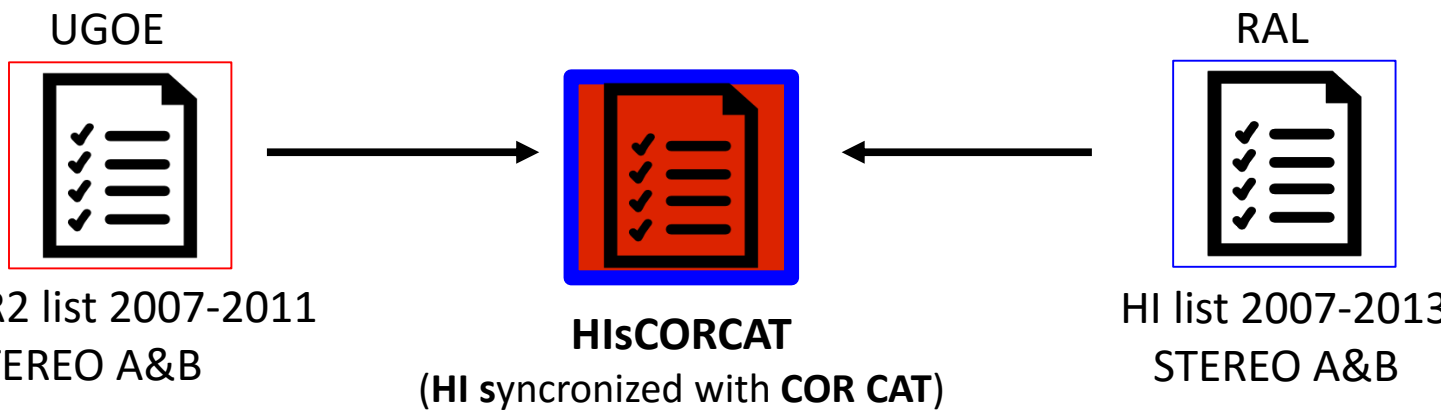 UGOE
R2 list 2007-2011
TEREO A&B
HIsCORCAT
(HI syncronized with COR CAT)
RAL
HI list 2007-2013
STEREO A&B